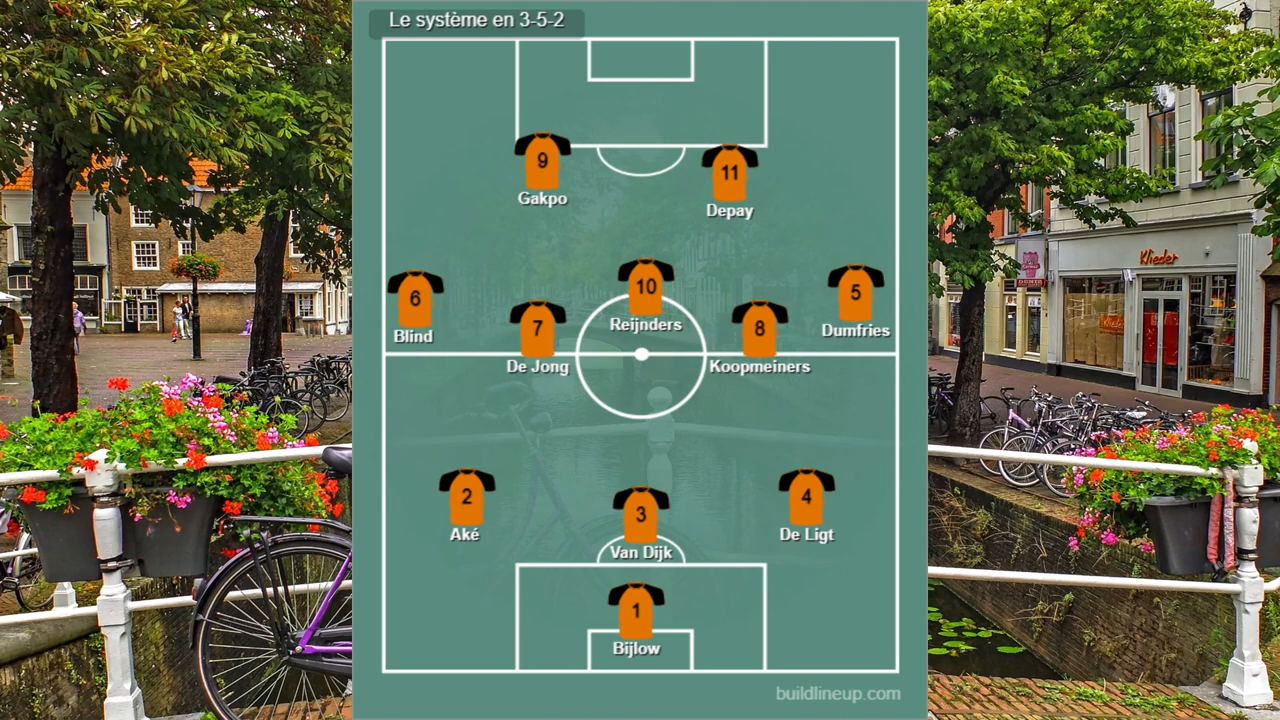 Le système en 3-5-2
9
Gakpo
11
Depay
6
Blind
7
De Jong
10
Reijnders
8
Koopmeiners
5
Dumfries
2
Aké
3
Van Dijk
4
De Ligt
1
Bijlow
buildlineup.com
Klieder